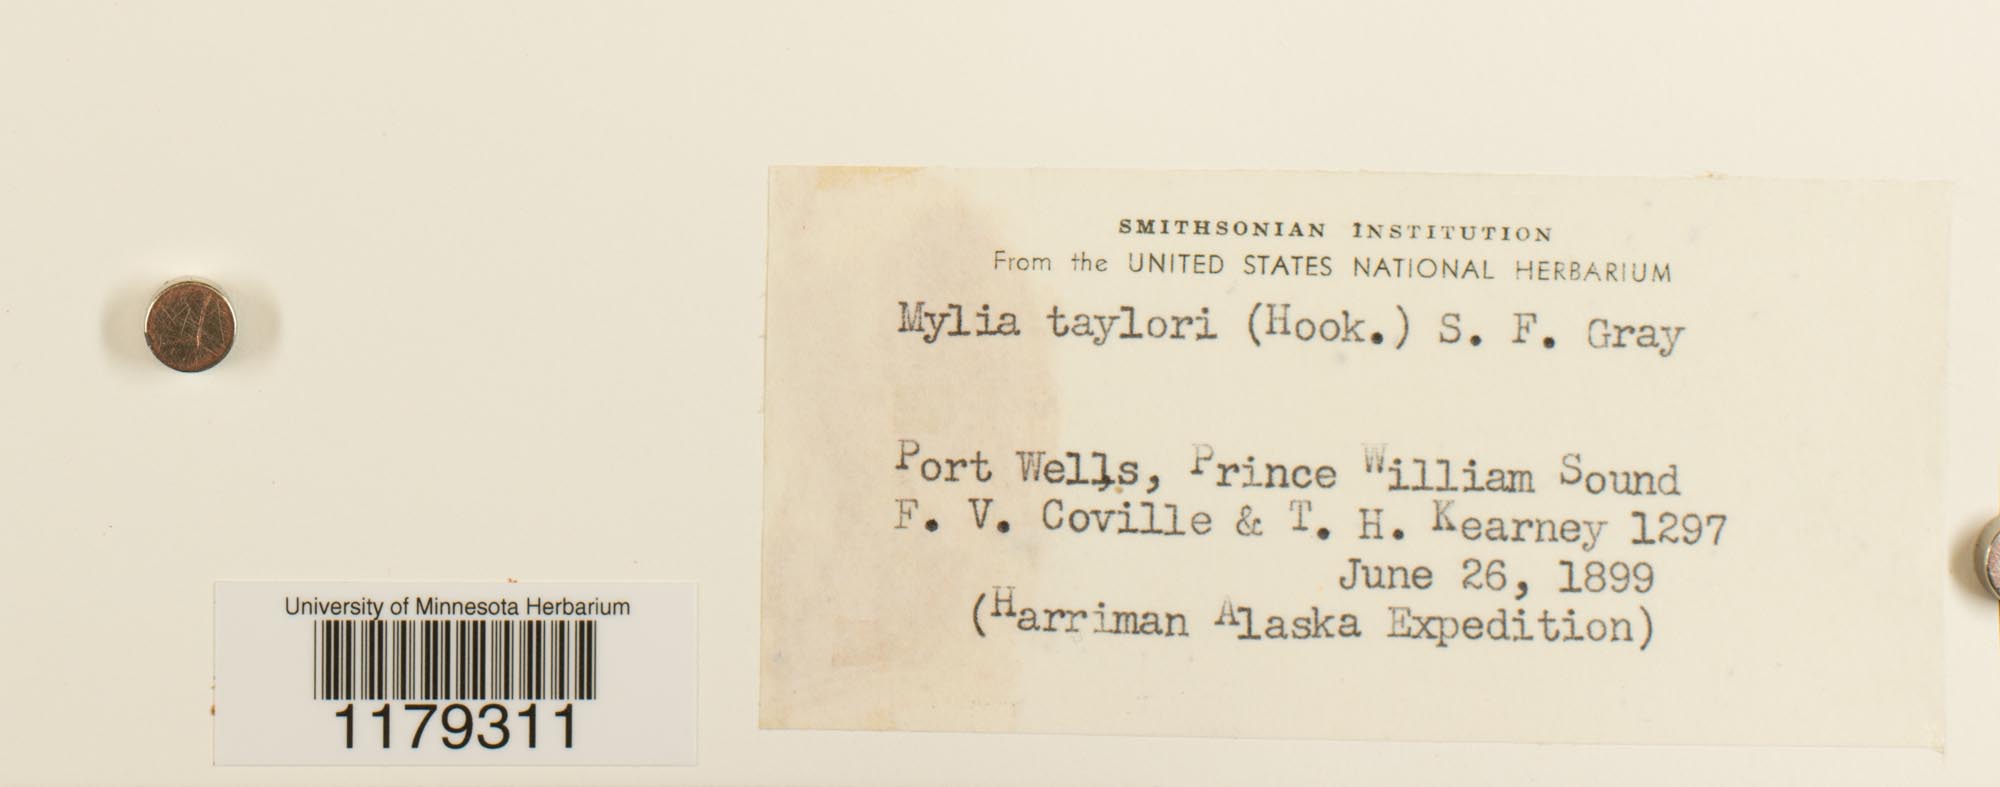 SMITHSONIAN INSTITUTION
From the UNITED STATES NATIONAL HERBARIUM
Mylia taylori (Hook.) S. F. Gray
Port Wells, Prince William Sound
F. V. Coville & T. H. Kearney 1297
June 26, 1899
(Harriman Alaska Expedition)
University of Minnesota Herbarium
1179311